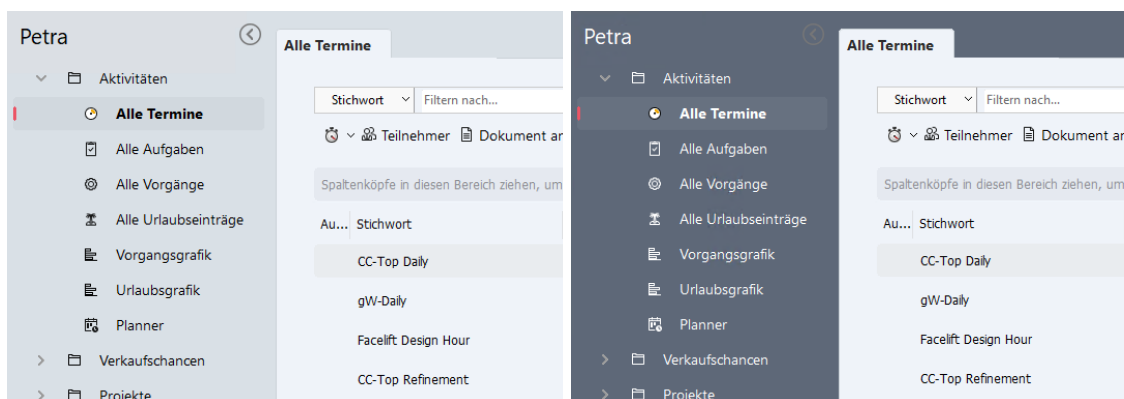 Petra
Alle Termine
Aktivitäten
Alle Termine
Alle Aufgaben
Alle Vorgänge
Alle Urlaubseinträge
Vorgangsgrafik
Urlaubsgrafik
Planner
Verkaufschancen
Projekte
Stichwort Filtern nach...
Teilnehmer Dokument an
Spaltenköpfe in diesen Bereich ziehen, um
Au... Stichwort
CC-Top Daily
gW-Daily
Facelift Design Hour
CC-Top Refinement
Petra
Alle Termine
Aktivitäten
Alle Termine
Alle Aufgaben
Alle Vorgänge
Alle Urlaubseinträge
Vorgangsgrafik
Urlaubsgrafik
Planner
Verkaufschancen
Projekte
Stichwort Filtern nach...
Teilnehmer Dokument ar
Spaltenköpfe in diesen Bereich ziehen, um
Au... Stichwort
CC-Top Daily
gW-Daily
Facelift Design Hour
CC-Top Refinement